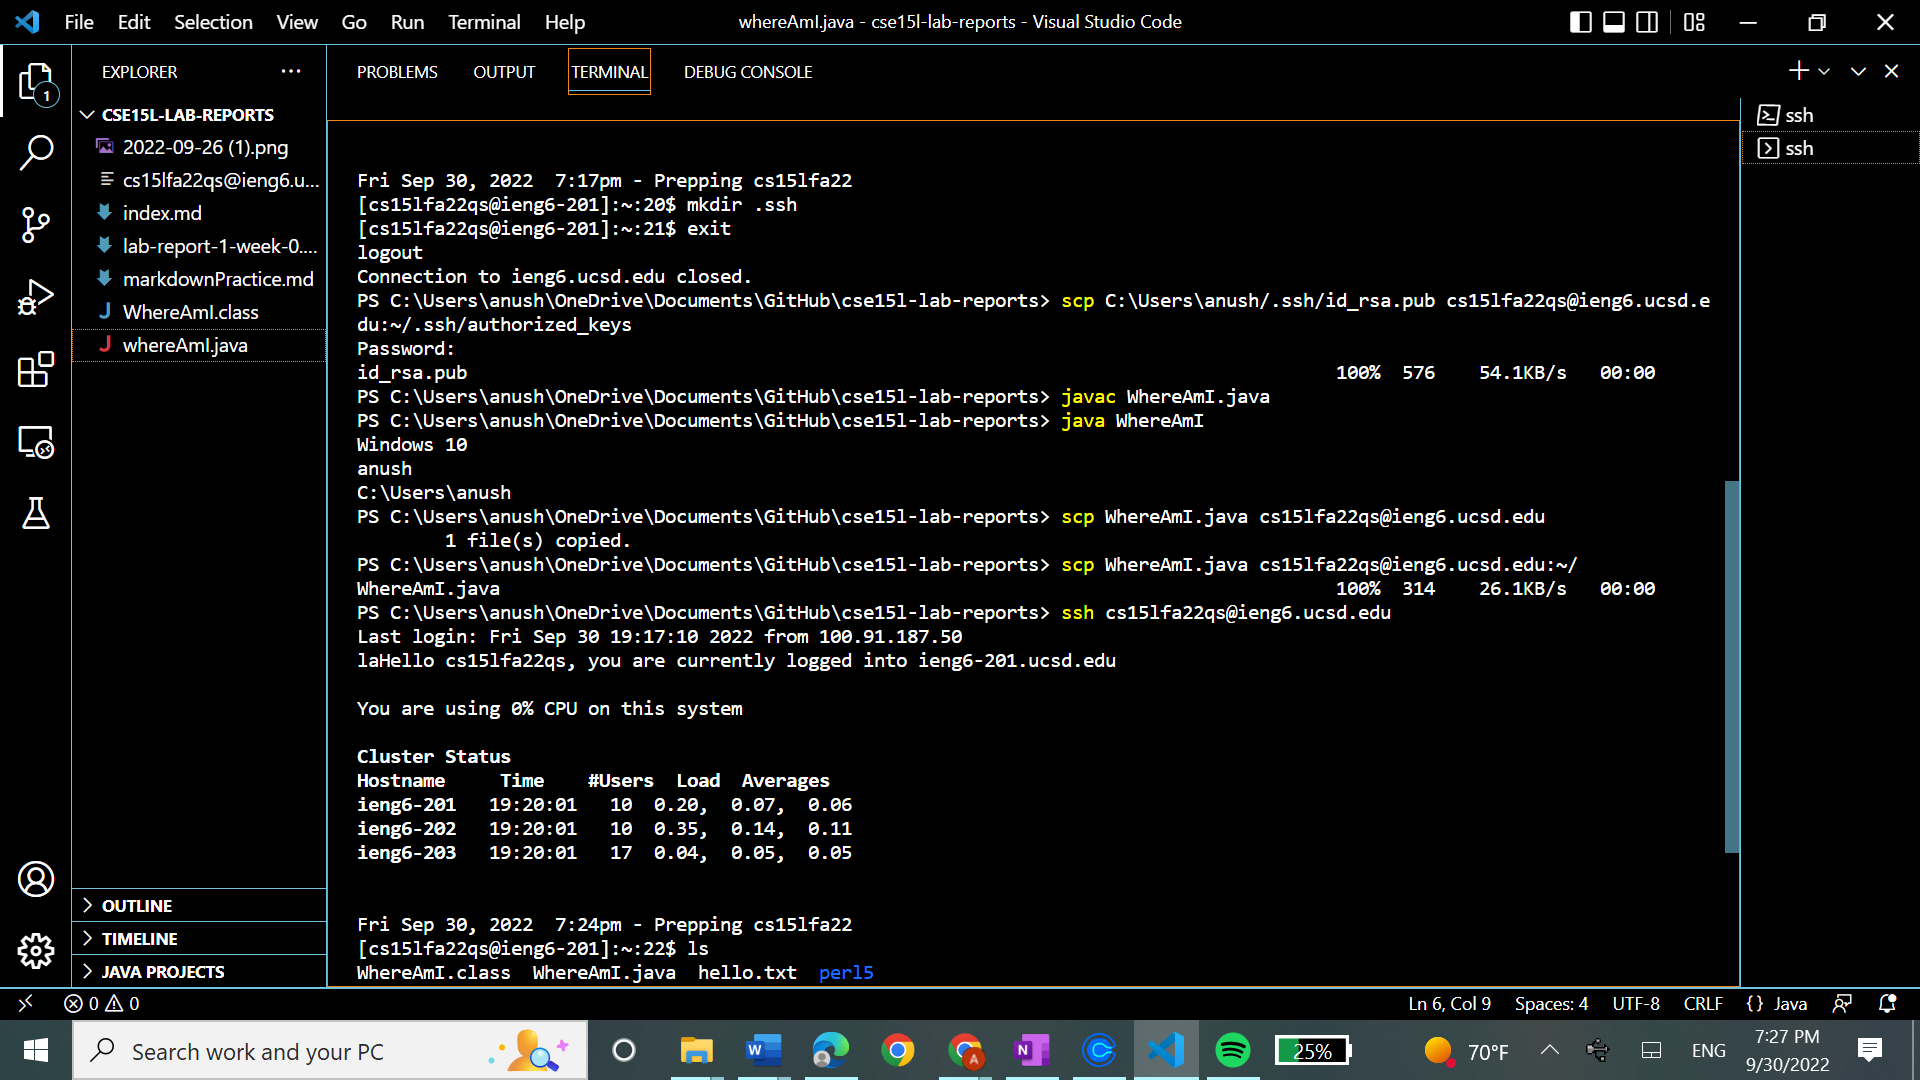 File Edit Selection View Go Run Terminal Help
whereAmI.java - cse15l-lab-reports - Visual Studio Code
EXPLORER
1
CSE15L-LAB-REPORTS
2022-09-26 (1).png
cs15lfa22qs@ieng6.u...
index.md
lab-report-1-week-0....
markdownPractice.md
WhereAmI.class
whereAmI.java
OUTLINE
TIMELINE
JAVA PROJECTS
PROBLEMS OUTPUT TERMINAL DEBUG CONSOLE
ssh
ssh
Fri Sep 30, 2022  7:17pm - Prepping cs15lfa22
[cs15lfa22qs@ieng6-201]:~:20$ mkdir .ssh
[cs15lfa22qs@ieng6-201]:~:21$ exit
logout
Connection to ieng6.ucsd.edu closed.
PS C:\Users\anush\OneDrive\Documents\GitHub\cse15l-lab-reports> scp C:\Users\anush/.ssh/id_rsa.pub cs15lfa22qs@ieng6.ucsd.e
du:~/.ssh/authorized_keys
Password:
id_rsa.pub 100% 576 54.1KB/s 00:00
PS C:\Users\anush\OneDrive\Documents\GitHub\cse15l-lab-reports> javac WhereAmI.java
PS C:\Users\anush\OneDrive\Documents\GitHub\cse15l-lab-reports> java WhereAmI
Windows 10
anush
C:\Users\anush
PS C:\Users\anush\OneDrive\Documents\GitHub\cse15l-lab-reports> scp WhereAmI.java cs15lfa22qs@ieng6.ucsd.edu
1 file(s) copied.
PS C:\Users\anush\OneDrive\Documents\GitHub\cse15l-lab-reports> scp WhereAmI.java cs15lfa22qs@ieng6.ucsd.edu:~/
WhereAmI.java 100% 314 26.1KB/s 00:00
PS C:\Users\anush\OneDrive\Documents\GitHub\cse15l-lab-reports> ssh cs15lfa22qs@ieng6.ucsd.edu
Last login: Fri Sep 30 19:17:10 2022 from 100.91.187.50
laHello cs15lfa22qs, you are currently logged into ieng6-201.ucsd.edu
You are using 0% CPU on this system
Cluster Status
Hostname Time #Users Load Averages
ieng6-201 19:20:01 10 0.20, 0.07, 0.06
ieng6-202 19:20:01 10 0.35, 0.14, 0.11
ieng6-203 19:20:01 17 0.04, 0.05, 0.05
Fri Sep 30, 2022  7:24pm - Prepping cs15lfa22
[cs15lfa22qs@ieng6-201]:~:22$ ls
WhereAmI.class WhereAmI.java hello.txt perl5
0 0
Ln 6, Col 9 Spaces: 4 UTF-8 CRLF {} Java
Search work and your PC
W
A
N
25%
70°F
ENG
7:27 PM
9/30/2022